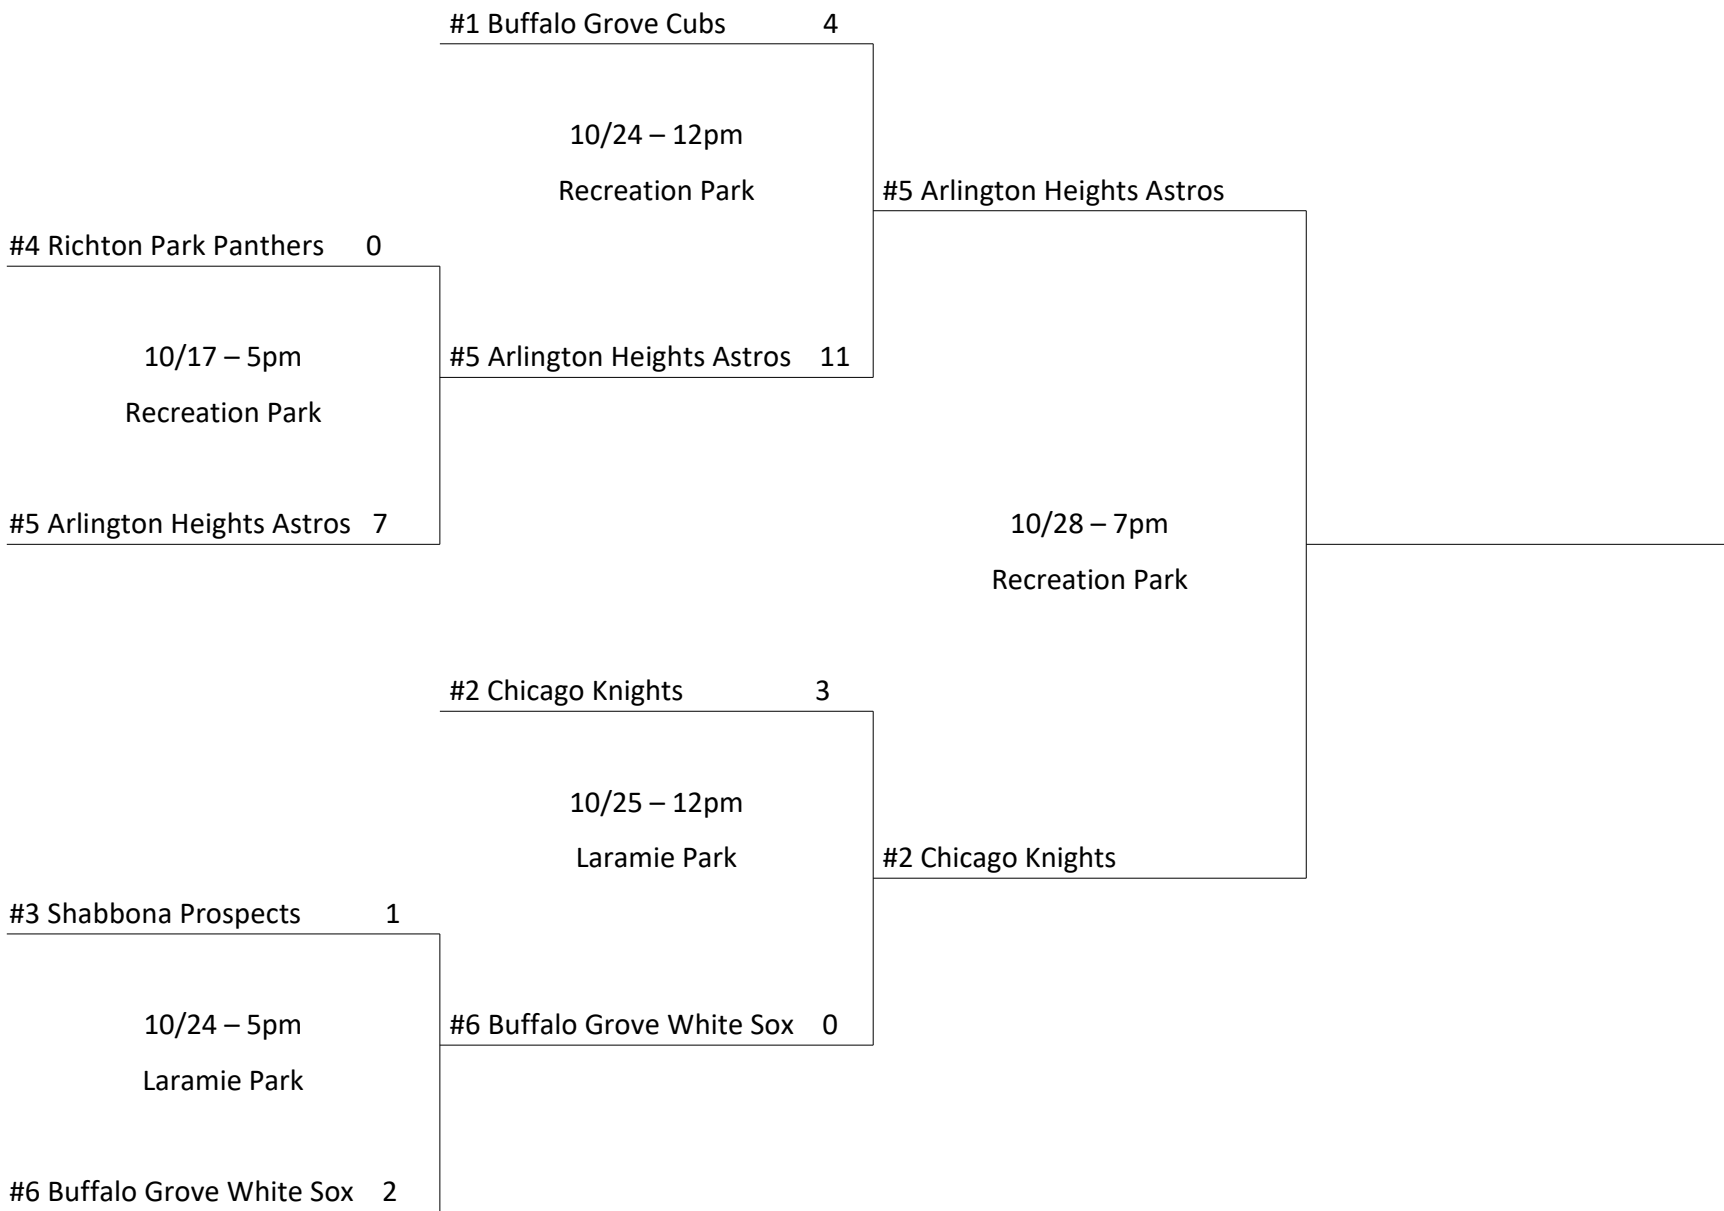 #1 Buffalo Grove Cubs 4
10/24 – 12pm
Recreation Park
#5 Arlington Heights Astros
#4 Richton Park Panthers 0
10/17 – 5pm
Recreation Park
#5 Arlington Heights Astros 11
#5 Arlington Heights Astros 7
10/28 – 7pm
Recreation Park
#2 Chicago Knights 3
10/25 – 12pm
Laramie Park
#2 Chicago Knights
#3 Shabbona Prospects 1
10/24 – 5pm
Laramie Park
#6 Buffalo Grove White Sox 0
#6 Buffalo Grove White Sox 2